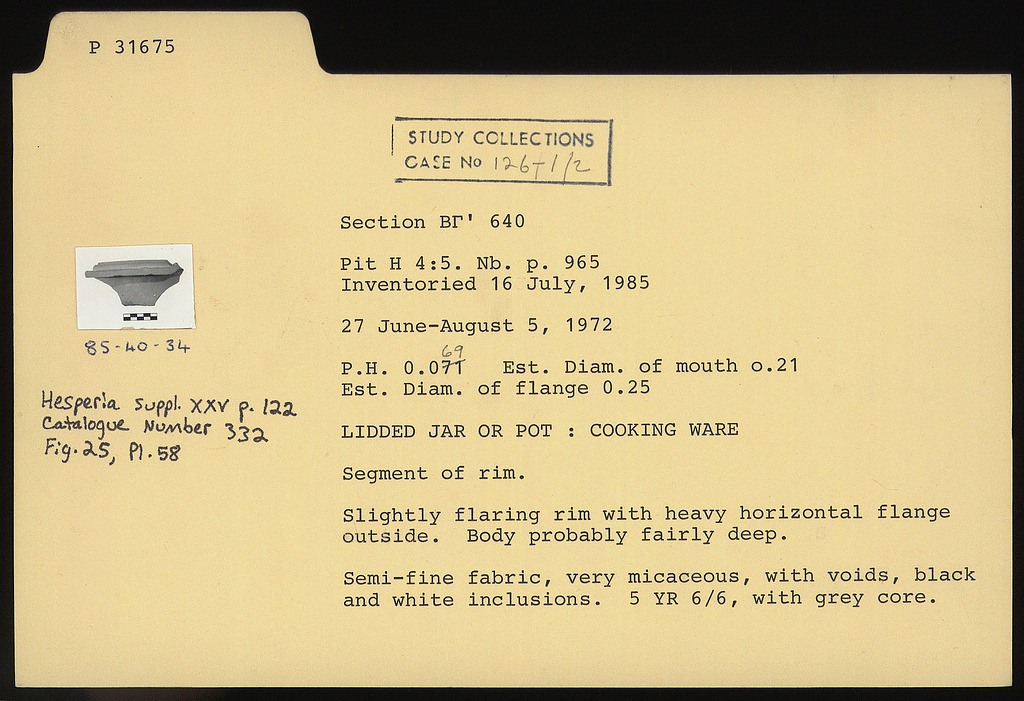 P 31675
STUDY COLLECTIONS
CASE No 126T1/2
Section ΒΓ' 640
Pit H 4:5. Nb. p. 965
Inventoried 16 July, 1985
27 June-August 5, 1972
69
P.H. 0.071 Est. Diam. of mouth o.21
Est. Diam. of flange 0.25
LIDDED JAR OR POT : COOKING WARE
Segment of rim.
Slightly flaring rim with heavy horizontal flange
outside. Body probably fairly deep.
Semi-fine fabric, very micaceous, with voids, black
and white inclusions. 5 YR 6/6, with grey core.
85-40-34
Hesperia Suppl. XXV p. 122
Catalogue Number 332
Fig. 25, Pl. 58